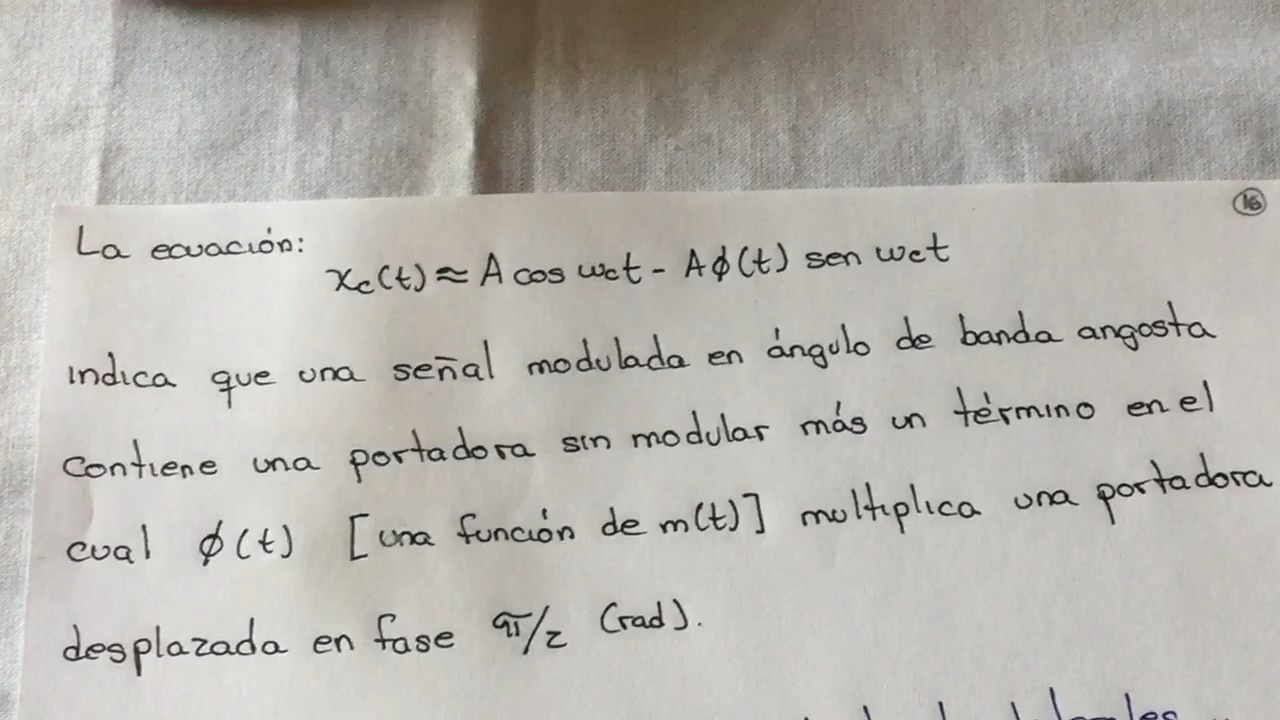 16
La ecuación:
xc(t) ≈ A cos wct - Aϕ(t) sen wct
indica que una señal modulada en ángulo de banda angosta
contiene una portadora sin modular más un término en el
cual ϕ(t) [una función de m(t)] multiplica una portadora
desplazada en fase π/2 (rad).